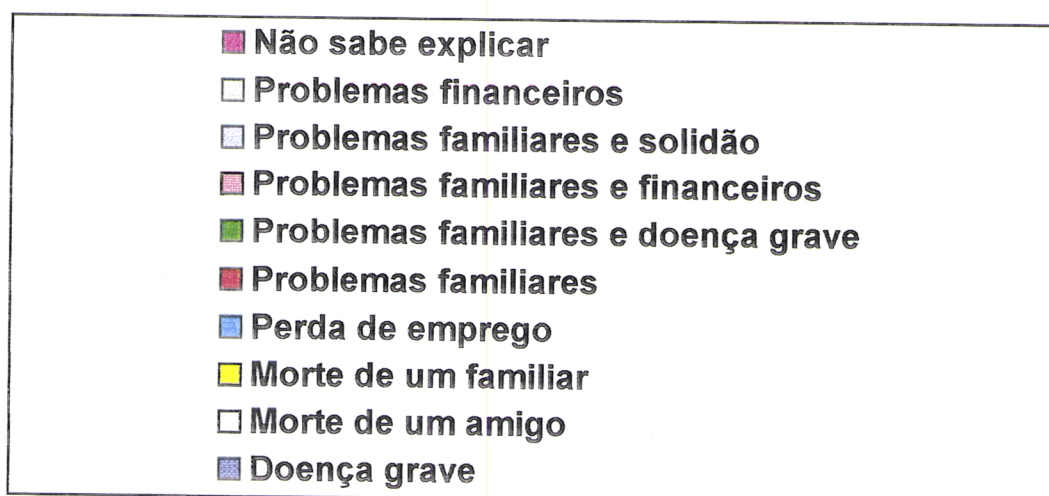 Não sabe explicar
Problemas financeiros
Problemas familiares e solidão
Problemas familiares e financeiros
Problemas familiares e doença grave
Problemas familiares
Perda de emprego
Morte de um familiar
Morte de um amigo
Doença grave